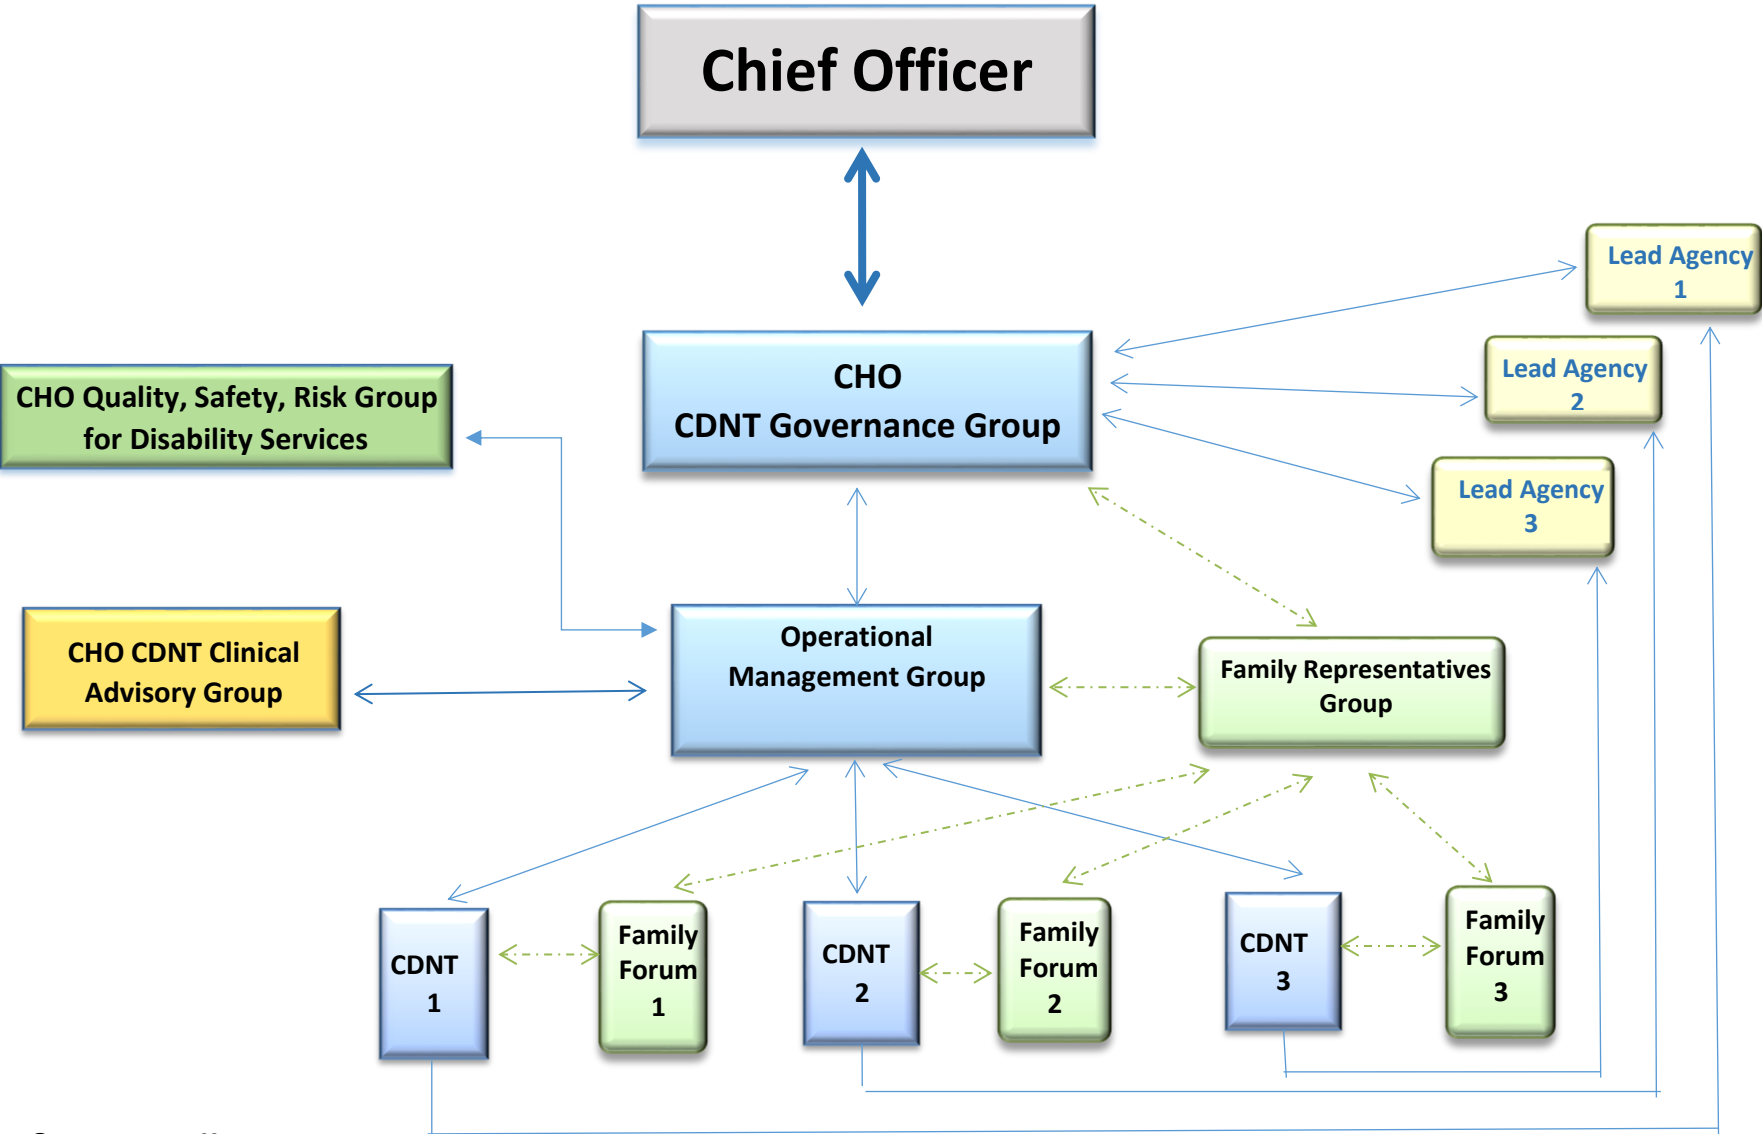 Chief Officer
Lead Agency
1
CHO
CDNT Governance Group
Lead Agency
2
CHO Quality, Safety, Risk Group
for Disability Services
Lead Agency
3
Operational
Management Group
CHO CDNT Clinical
Advisory Group
Family Representatives
Group
CDNT
1
Family
Forum
1
CDNT
2
Family
Forum
2
CDNT
3
Family
Forum
3